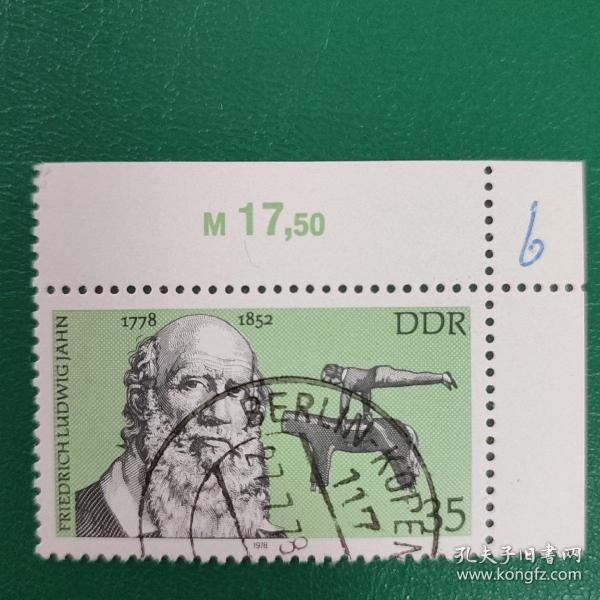 M 17,50
6
1778 1852
DDR
FRIEDRICH LUDWIG JAHN
BERLIN-KÖPEN
117
35
1978
孔夫子旧书网
www.kongfz.com